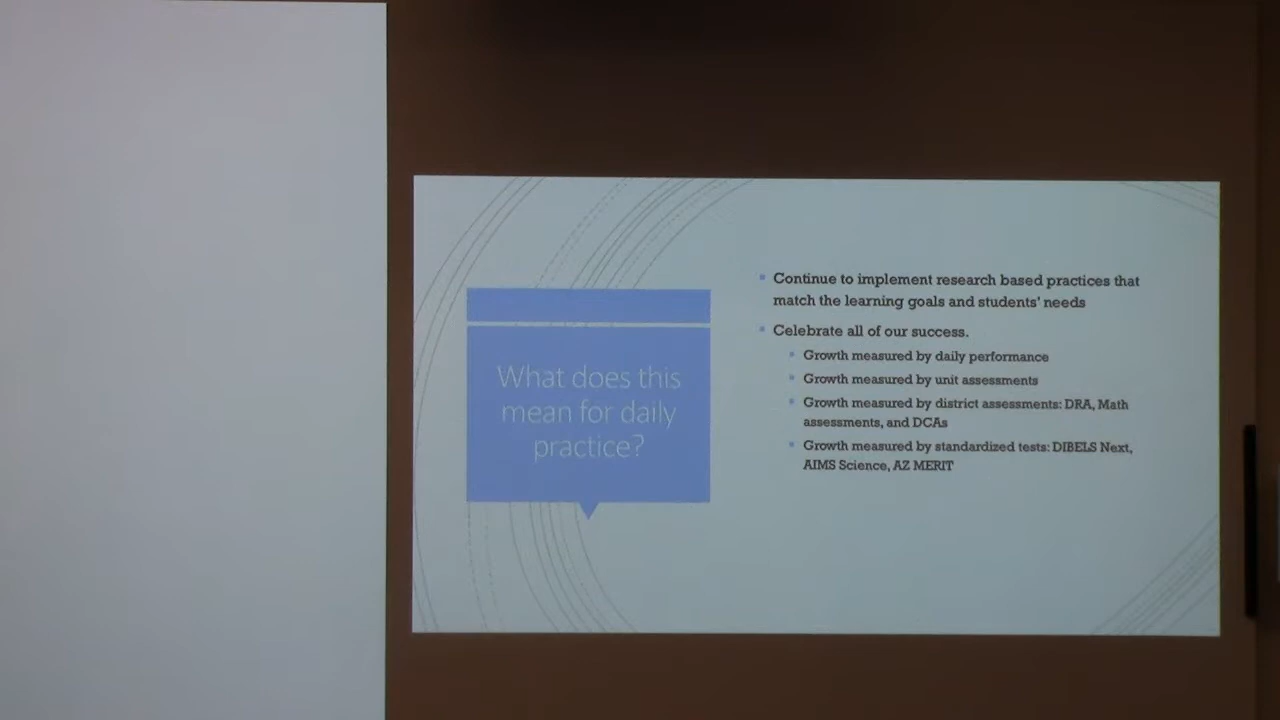 What does this
mean for daily
practice?
Continue to implement research based practices that
match the learning goals and students' needs
Celebrate all of our success.
Growth measured by daily performance
Growth measured by unit assessments
Growth measured by district assessments: DRA, Math
assessments, and DCAs
Growth measured by standardized tests: DIBELS Next,
AIMS Science, AZ MERIT